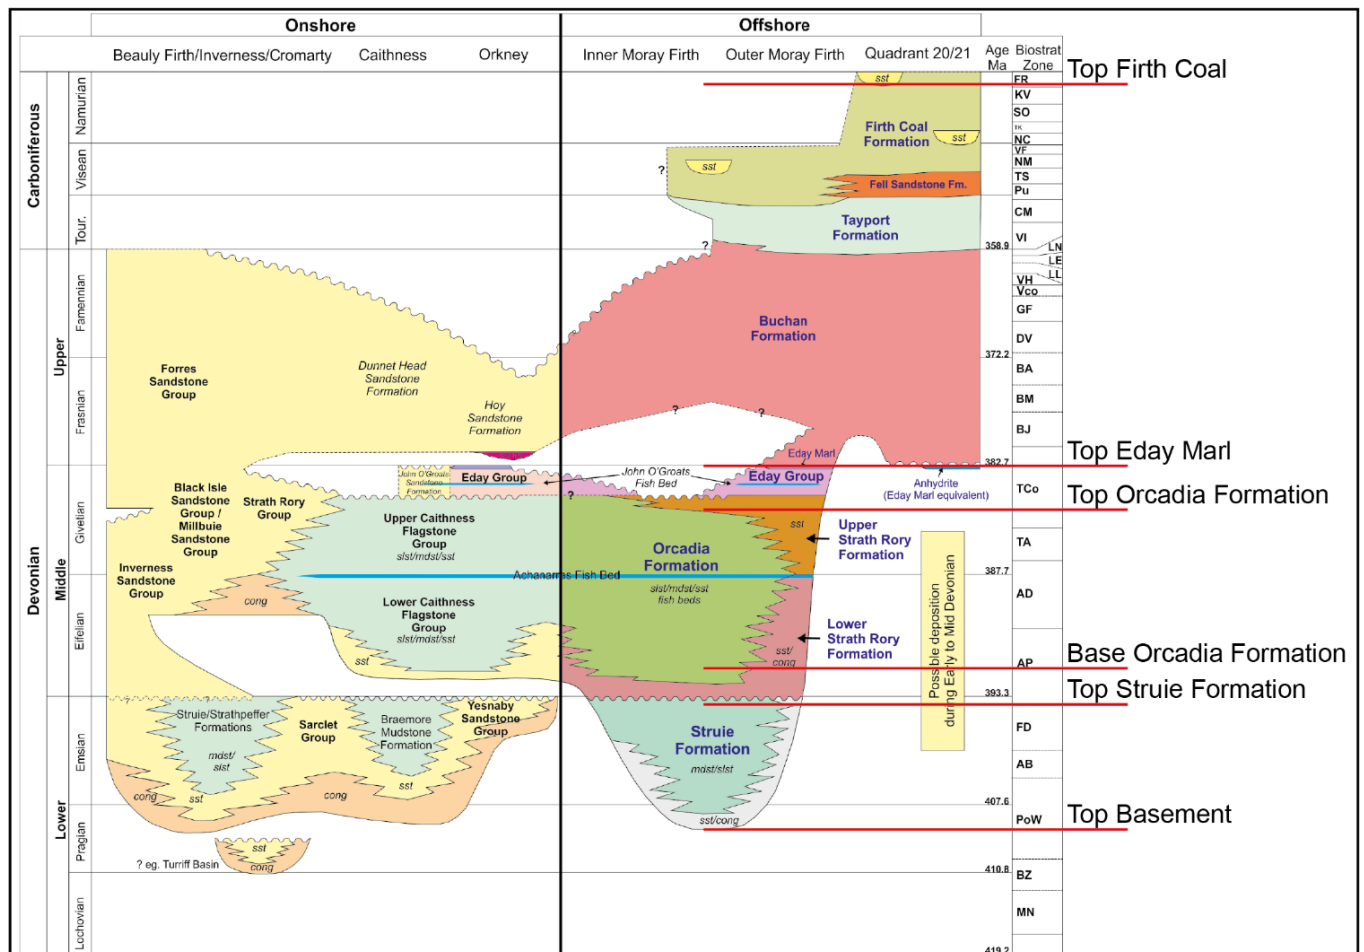 Onshore
Offshore
Beauly Firth/Inverness/Cromarty
Caithness
Orkney
Inner Moray Firth
Outer Moray Firth
Quadrant 20/21
Age
Ma
Biostrat
Zone
Carboniferous
Namurian
Visean
Tour.
Devonian
Upper
Famennian
Frasnian
Middle
Givetian
Eifelian
Lower
Emsian
Pragian
Lochovian
Forres
Sandstone
Group
Dunnet Head
Sandstone
Formation
Hoy
Sandstone
Formation
John O'Groats
Sandstone
Formation
Eday Group
John O'Groats
Fish Bed
Black Isle
Sandstone
Group /
Millbuie
Sandstone
Group
Strath Rory
Group
Inverness
Sandstone
Group
cong
Upper Caithness
Flagstone
Group
slst/mdst/sst
Achanarras Fish Bed
Lower Caithness
Flagstone
Group
slst/mdst/sst
sst
?
?
Struie/Strathpeffer
Formations
mdst/
slst
Sarclet
Group
Braemore
Mudstone
Formation
Yesnaby
Sandstone
Group
cong
sst
cong
sst
sst
cong
? eg. Turriff Basin
sst
Firth Coal
Formation
sst
?
sst
Fell Sandstone Fm.
Tayport
Formation
?
Buchan
Formation
?
?
Eday Marl
Eday Group
Anhydrite
(Eday Marl equivalent)
?
sst
Upper
Strath Rory
Formation
Orcadia
Formation
slst/mdst/sst
fish beds
Lower
Strath Rory
Formation
sst/
cong
Possible deposition
during Early to Mid Devonian
Struie
Formation
mdst/slst
sst/cong
358.9
372.2
382.7
387.7
393.3
407.6
410.8
419.2
FR
KV
SO
TK
NC
VF
NM
TS
Pu
CM
VI
LN
LE
LL
VH
Vco
GF
DV
BA
BM
BJ
TCo
TA
AD
AP
FD
AB
PoW
BZ
MN
Top Firth Coal
Top Eday Marl
Top Orcadia Formation
Base Orcadia Formation
Top Struie Formation
Top Basement